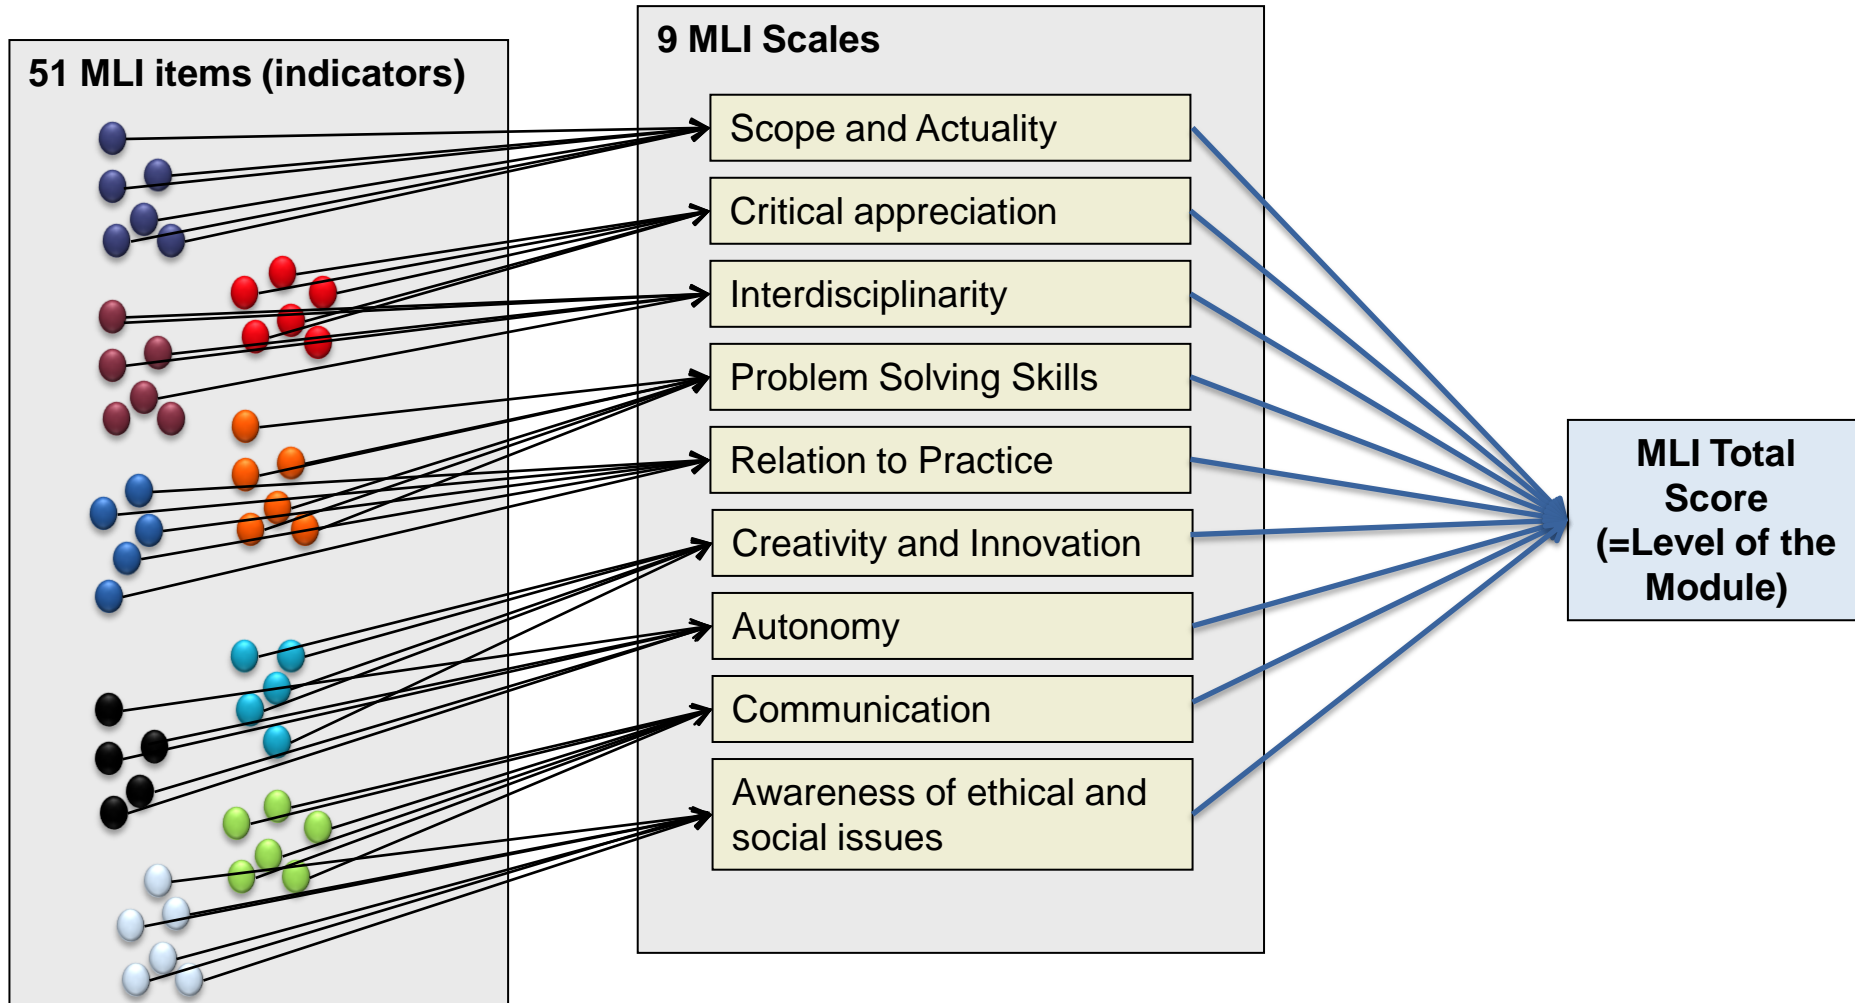 51 MLI items (indicators)
9 MLI Scales
Scope and Actuality
Critical appreciation
Interdisciplinarity
Problem Solving Skills
Relation to Practice
Creativity and Innovation
Autonomy
Communication
Awareness of ethical and
social issues
MLI Total
Score
(=Level of the
Module)